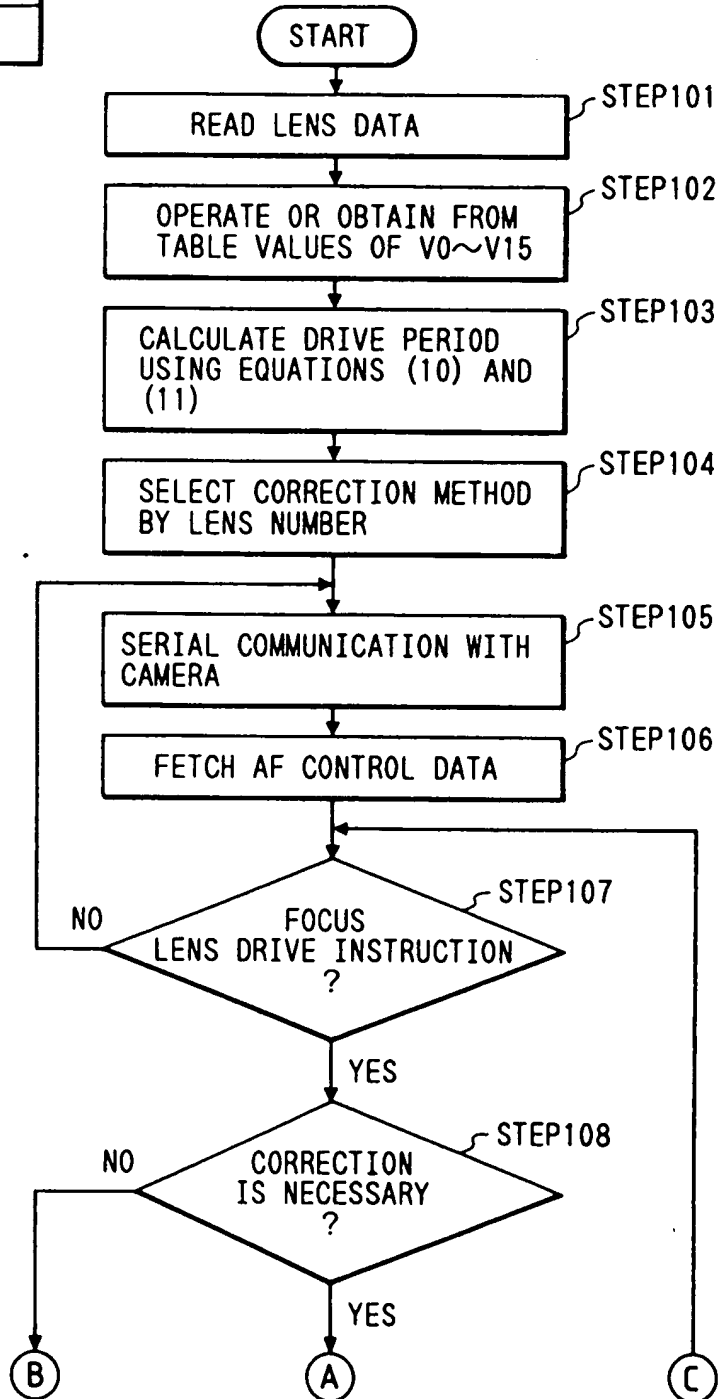 START
STEP101
READ LENS DATA
STEP102
OPERATE OR OBTAIN FROM
TABLE VALUES OF V0~V15
STEP103
CALCULATE DRIVE PERIOD
USING EQUATIONS (10) AND
(11)
STEP104
SELECT CORRECTION METHOD
BY LENS NUMBER
STEP105
SERIAL COMMUNICATION WITH
CAMERA
STEP106
FETCH AF CONTROL DATA
STEP107
NO
FOCUS
LENS DRIVE INSTRUCTION
?
YES
STEP108
NO
CORRECTION
IS NECESSARY
?
YES
B
A
C